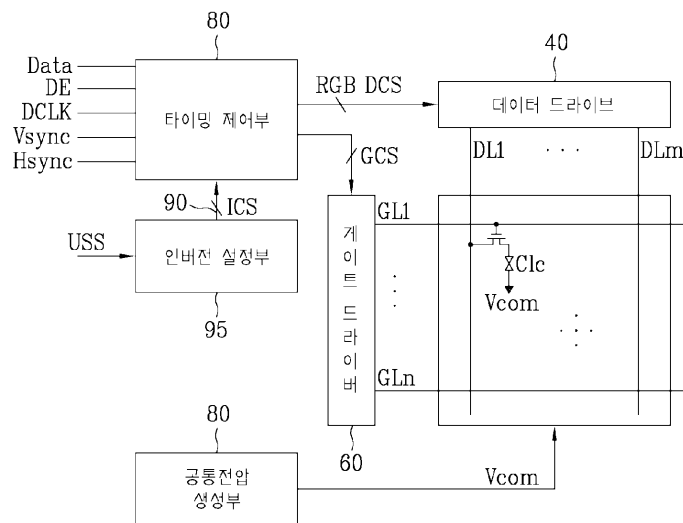 80
Data
DE
DCLK
Vsync
Hsync
타이밍 제어부
RGB DCS
40
데이터 드라이브
GCS
DL1
DLm
90
ICS
USS
인버전 설정부
95
게이트 드라이버
GL1
Clc
Vcom
GLn
60
80
공통전압
생성부
Vcom